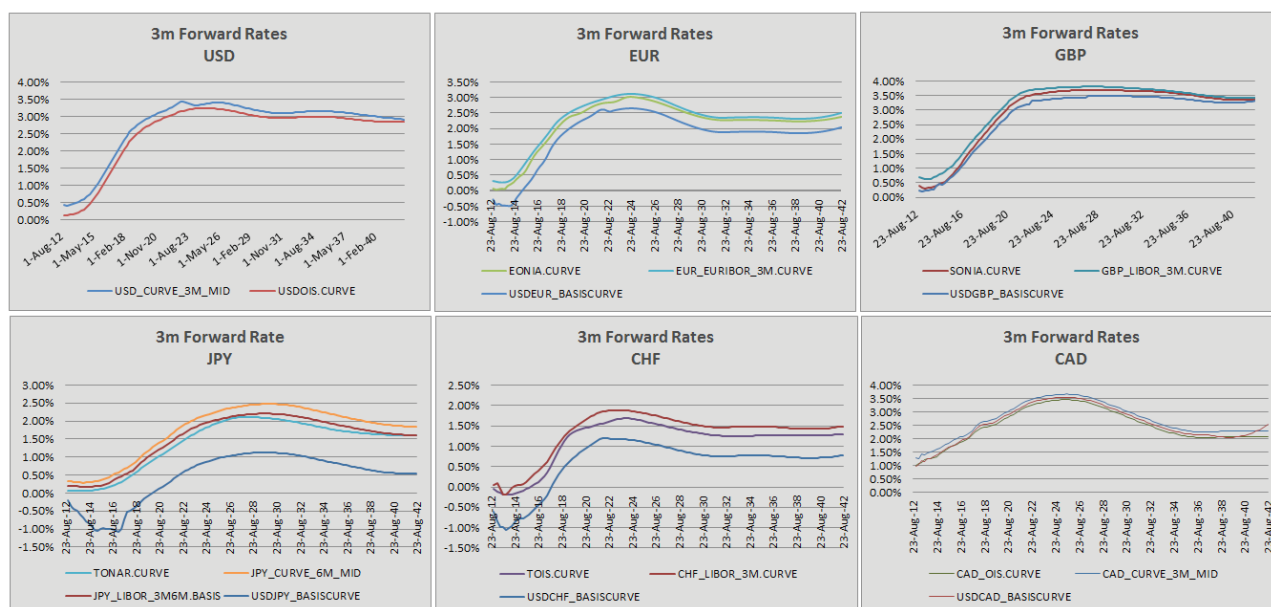 3m Forward Rates
USD
4.00%
3.50%
3.00%
2.50%
2.00%
1.50%
1.00%
0.50%
0.00%
1-Aug-12
1-May-15
1-Feb-18
1-Nov-20
1-Aug-23
1-May-26
1-Feb-29
1-Nov-31
1-Aug-34
1-May-37
1-Feb-40
USD_CURVE_3M_MID
USDOIS.CURVE
3m Forward Rates
EUR
3.50%
3.00%
2.50%
2.00%
1.50%
1.00%
0.50%
0.00%
-0.50%
-1.00%
23-Aug-12
23-Aug-14
23-Aug-16
23-Aug-18
23-Aug-20
23-Aug-22
23-Aug-24
23-Aug-26
23-Aug-28
23-Aug-30
23-Aug-32
23-Aug-34
23-Aug-36
23-Aug-38
23-Aug-40
23-Aug-42
EONIA.CURVE
EUR_EURIBOR_3M.CURVE
USDEUR_BASISCURVE
3m Forward Rates
GBP
4.00%
3.50%
3.00%
2.50%
2.00%
1.50%
1.00%
0.50%
0.00%
23-Aug-12
23-Aug-16
23-Aug-20
23-Aug-24
23-Aug-28
23-Aug-32
23-Aug-36
23-Aug-40
SONIA.CURVE
GBP_LIBOR_3M.CURVE
USDGBP_BASISCURVE
3m Forward Rate
JPY
3.00%
2.50%
2.00%
1.50%
1.00%
0.50%
0.00%
-0.50%
-1.00%
-1.50%
23-Aug-12
23-Aug-14
23-Aug-16
23-Aug-18
23-Aug-20
23-Aug-22
23-Aug-24
23-Aug-26
23-Aug-28
23-Aug-30
23-Aug-32
23-Aug-34
23-Aug-36
23-Aug-38
23-Aug-40
23-Aug-42
TONAR.CURVE
JPY_CURVE_6M_MID
JPY_LIBOR_3M6M.BASIS
USDJPY_BASISCURVE
3m Forward Rates
CHF
2.50%
2.00%
1.50%
1.00%
0.50%
0.00%
-0.50%
-1.00%
-1.50%
23-Aug-12
23-Aug-14
23-Aug-16
23-Aug-18
23-Aug-20
23-Aug-22
23-Aug-24
23-Aug-26
23-Aug-28
23-Aug-30
23-Aug-32
23-Aug-34
23-Aug-36
23-Aug-38
23-Aug-40
23-Aug-42
TOIS.CURVE
CHF_LIBOR_3M.CURVE
USDCHF_BASISCURVE
3m Forward Rates
CAD
4.00%
3.50%
3.00%
2.50%
2.00%
1.50%
1.00%
0.50%
0.00%
23-Aug-12
23-Aug-14
23-Aug-16
23-Aug-18
23-Aug-20
23-Aug-22
23-Aug-24
23-Aug-26
23-Aug-28
23-Aug-30
23-Aug-32
23-Aug-34
23-Aug-36
23-Aug-38
23-Aug-40
23-Aug-42
CAD_OIS.CURVE
CAD_CURVE_3M_MID
USDCAD_BASISCURVE